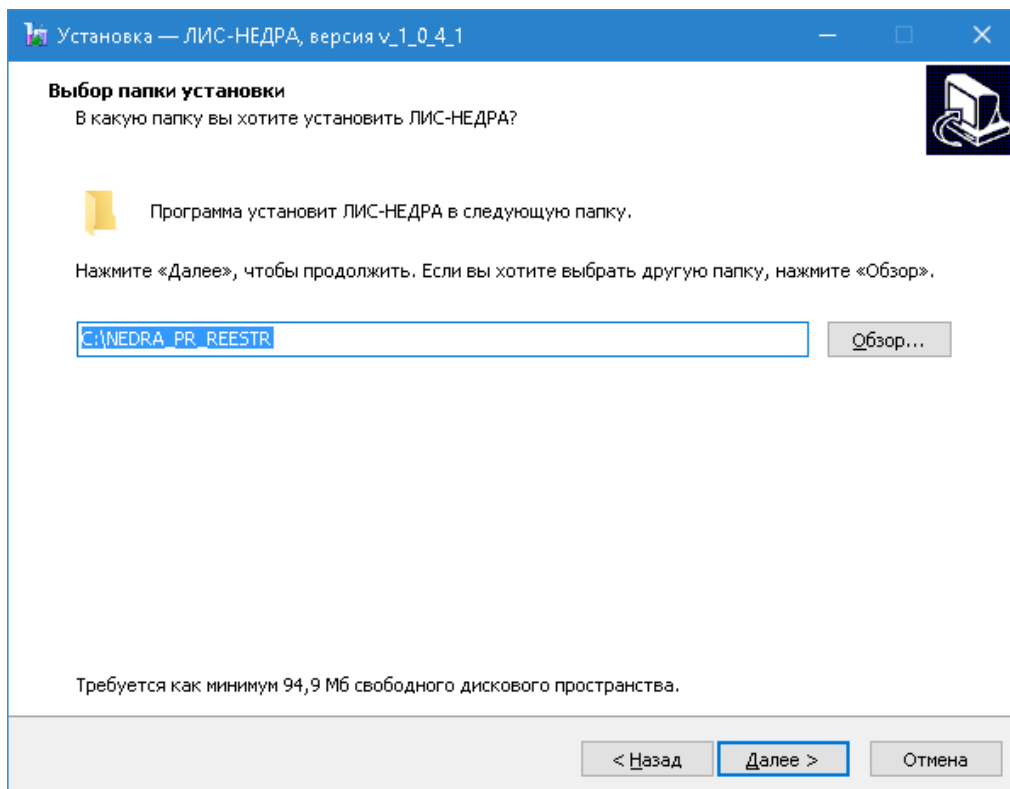 Установка — ЛИС-НЕДРА, версия v_1_0_4_1
Выбор папки установки
В какую папку вы хотите установить ЛИС-НЕДРА?
Программа установит ЛИС-НЕДРА в следующую папку.
Нажмите «Далее», чтобы продолжить. Если вы хотите выбрать другую папку, нажмите «Обзор».
C:\NEDRA_PR_REESTR
Обзор...
Требуется как минимум 94,9 Мб свободного дискового пространства.
< Назад
Далее >
Отмена